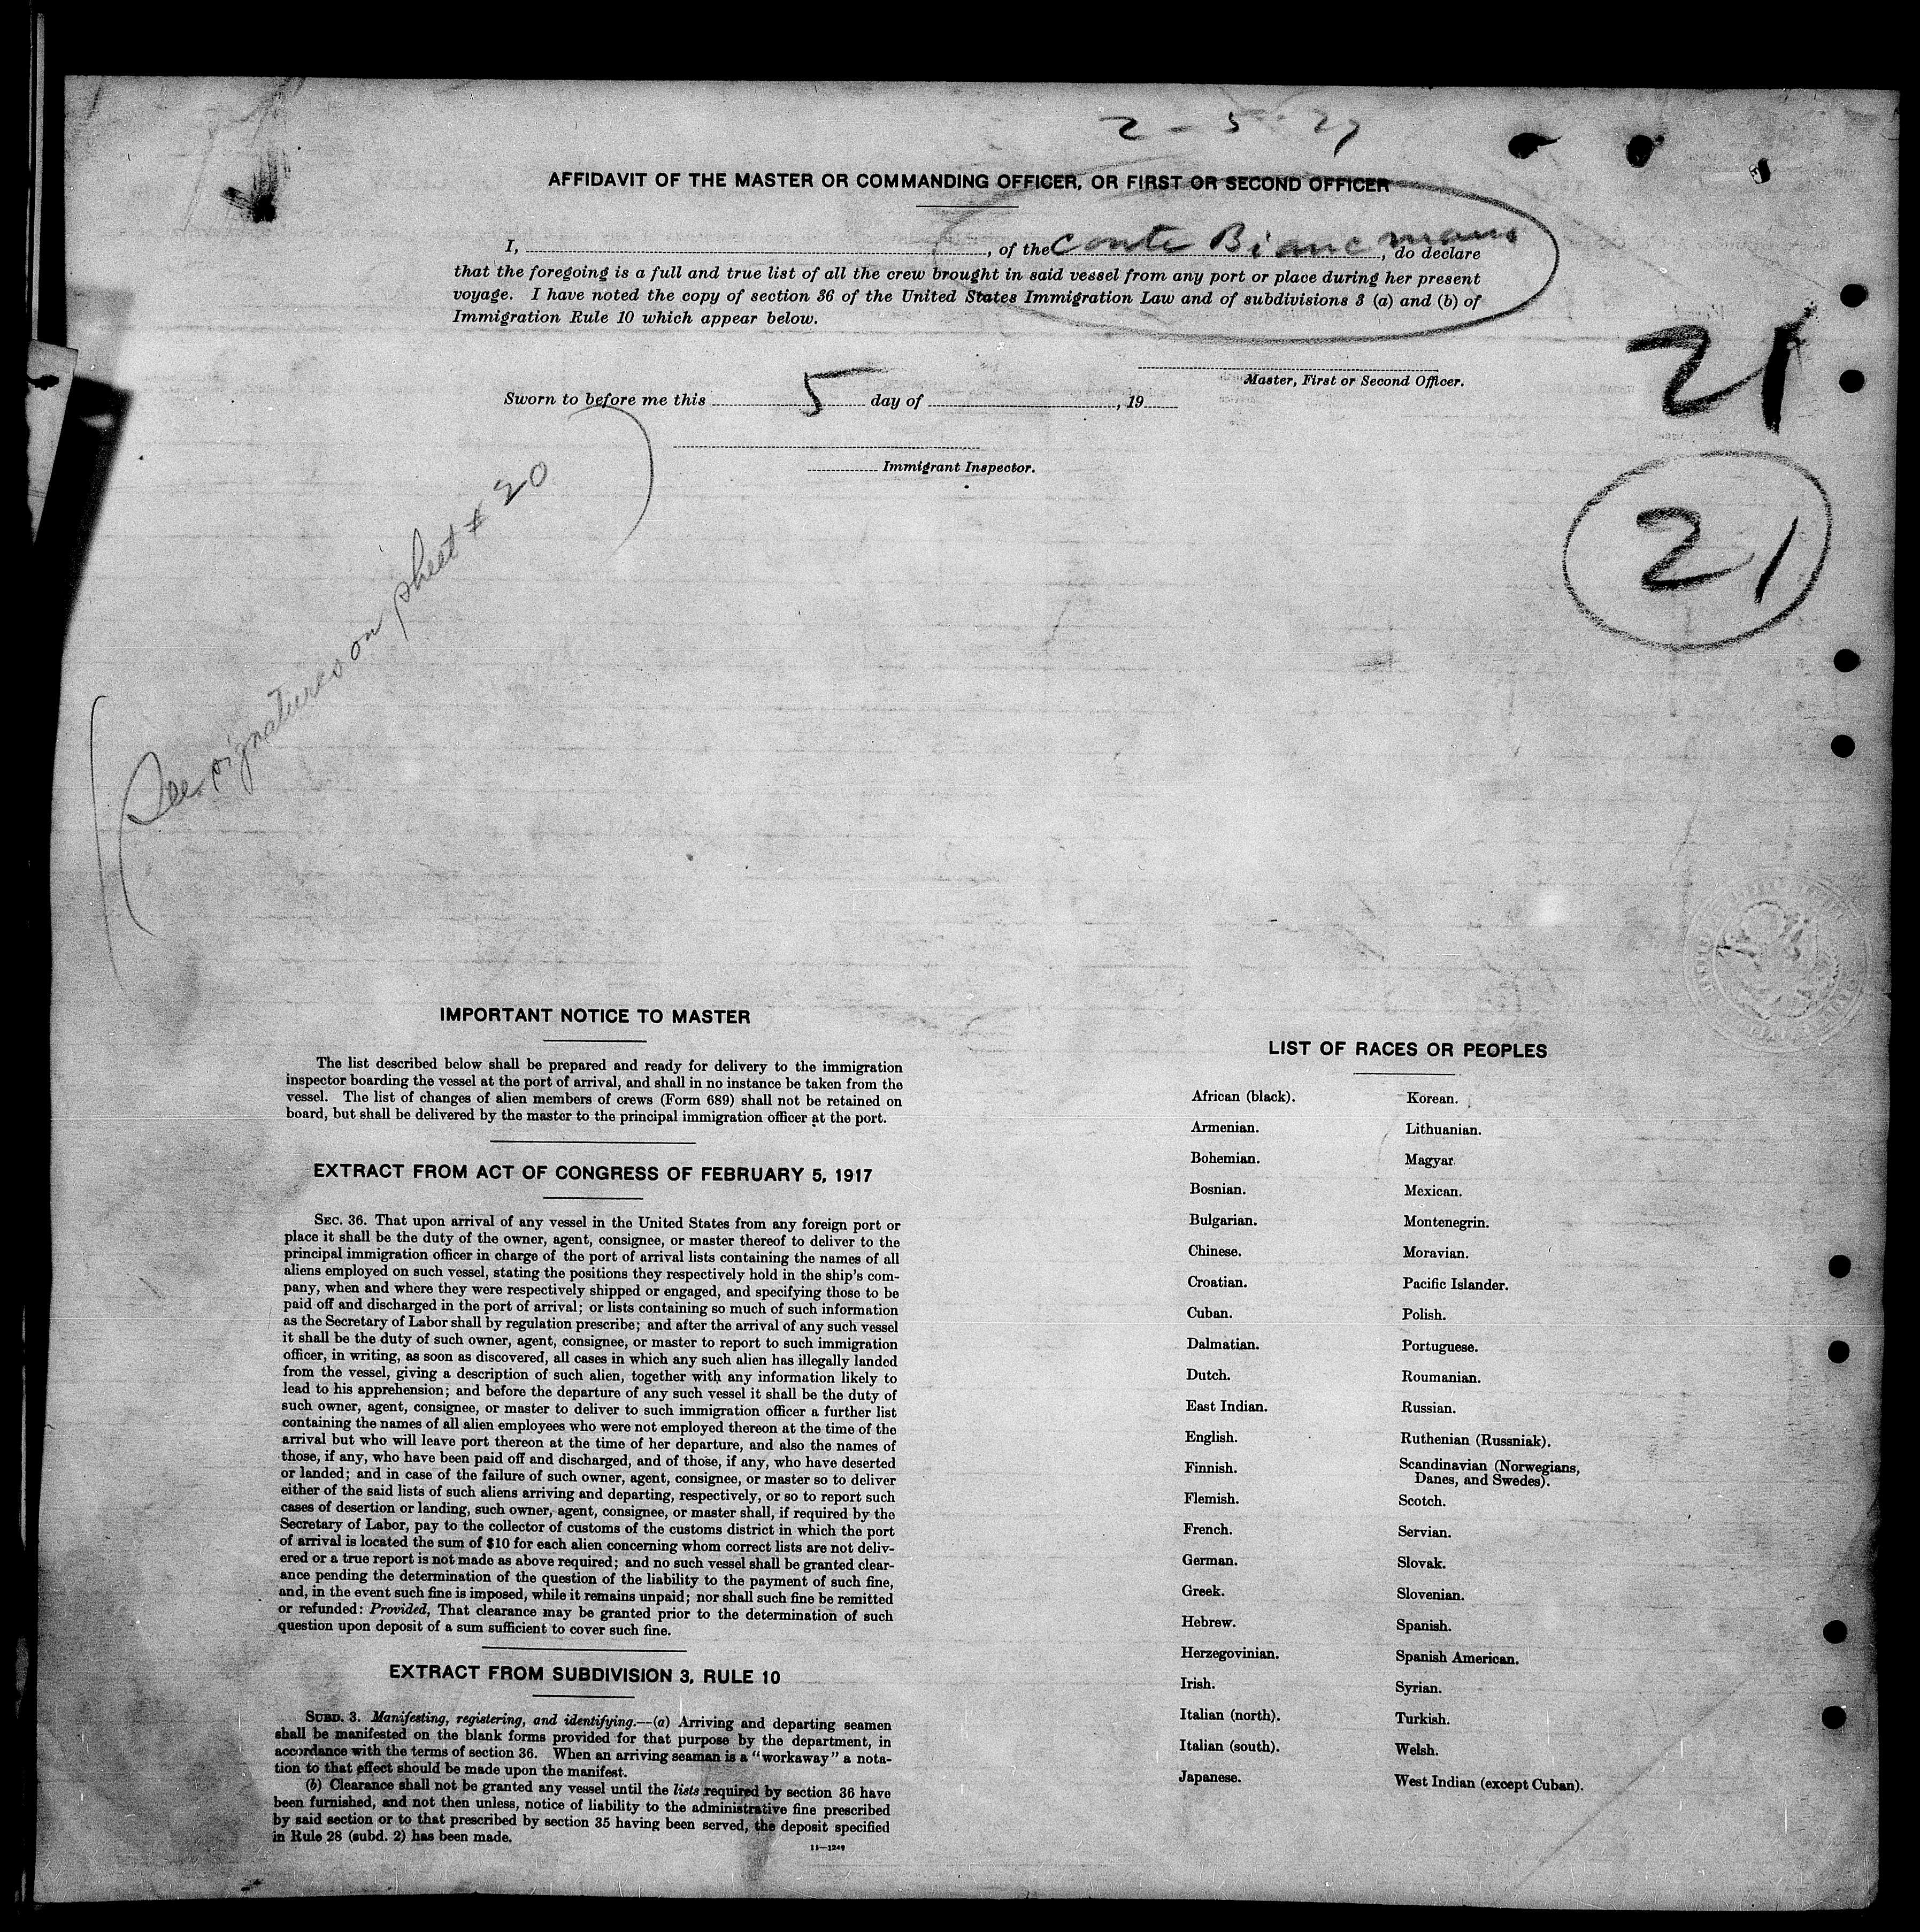 2 - 5 - 27
AFFIDAVIT OF THE MASTER OR COMMANDING OFFICER, OR FIRST OR SECOND OFFICER
I, , of the Conte Biancamano, do declare
that the foregoing is a full and true list of all the crew brought in said vessel from any port or place during her present
voyage. I have noted the copy of section 36 of the United States Immigration Law and of subdivisions 3 (a) and (b) of
Immigration Rule 10 which appear below.
21
Master, First or Second Officer.
Sworn to before me this 5 day of , 19
Immigrant Inspector.
21
See signatures on sheet # 20
IMPORTANT NOTICE TO MASTER
The list described below shall be prepared and ready for delivery to the immigration
inspector boarding the vessel at the port of arrival, and shall in no instance be taken from the
vessel. The list of changes of alien members of crews (Form 689) shall not be retained on
board, but shall be delivered by the master to the principal immigration officer at the port.
EXTRACT FROM ACT OF CONGRESS OF FEBRUARY 5, 1917
SEC. 36. That upon arrival of any vessel in the United States from any foreign port or
place it shall be the duty of the owner, agent, consignee, or master thereof to deliver to the
principal immigration officer in charge of the port of arrival lists containing the names of all
aliens employed on such vessel, stating the positions they respectively hold in the ship's com-
pany, when and where they were respectively shipped or engaged, and specifying those to be
paid off and discharged in the port of arrival; or lists containing so much of such information
as the Secretary of Labor shall by regulation prescribe; and after the arrival of any such vessel
it shall be the duty of such owner, agent, consignee, or master to report to such immigration
officer, in writing, as soon as discovered, all cases in which any such alien has illegally landed
from the vessel, giving a description of such alien, together with any information likely to
lead to his apprehension; and before the departure of any such vessel it shall be the duty of
such owner, agent, consignee, or master to deliver to such immigration officer a further list
containing the names of all alien employees who were not employed thereon at the time of the
arrival but who will leave port thereon at the time of her departure, and also the names of
those, if any, who have been paid off and discharged, and of those, if any, who have deserted
or landed; and in case of the failure of such owner, agent, consignee, or master so to deliver
either of the said lists of such aliens arriving and departing, respectively, or so to report such
cases of desertion or landing, such owner, agent, consignee, or master shall, if required by the
Secretary of Labor, pay to the collector of customs of the customs district in which the port
of arrival is located the sum of $10 for each alien concerning whom correct lists are not deliv-
ered or a true report is not made as above required; and no such vessel shall be granted clear-
ance pending the determination of the question of the liability to the payment of such fine,
and, in the event such fine is imposed, while it remains unpaid; nor shall such fine be remitted
or refunded: Provided, That clearance may be granted prior to the determination of such
question upon deposit of a sum sufficient to cover such fine.
EXTRACT FROM SUBDIVISION 3, RULE 10
SUBD. 3. Manifesting, registering, and identifying.—(a) Arriving and departing seamen
shall be manifested on the blank forms provided for that purpose by the department, in
accordance with the terms of section 36. When an arriving seaman is a "workaway" a nota-
tion to that effect should be made upon the manifest.
(b) Clearance shall not be granted any vessel until the lists required by section 36 have
been furnished, and not then unless, notice of liability to the administrative fine prescribed
by said section or to that prescribed by section 35 having been served, the deposit specified
in Rule 28 (subd. 2) has been made.
11—1249
LIST OF RACES OR PEOPLES
African (black).
Armenian.
Bohemian.
Bosnian.
Bulgarian.
Chinese.
Croatian.
Cuban.
Dalmatian.
Dutch.
East Indian.
English.
Finnish.
Flemish.
French.
German.
Greek.
Hebrew.
Herzegovinian.
Irish.
Italian (north).
Italian (south).
Japanese.
Korean.
Lithuanian.
Magyar.
Mexican.
Montenegrin.
Moravian.
Pacific Islander.
Polish.
Portuguese.
Roumanian.
Russian.
Ruthenian (Russniak).
Scandinavian (Norwegians,
Danes, and Swedes).
Scotch.
Servian.
Slovak.
Slovenian.
Spanish.
Spanish American.
Syrian.
Turkish.
Welsh.
West Indian (except Cuban).